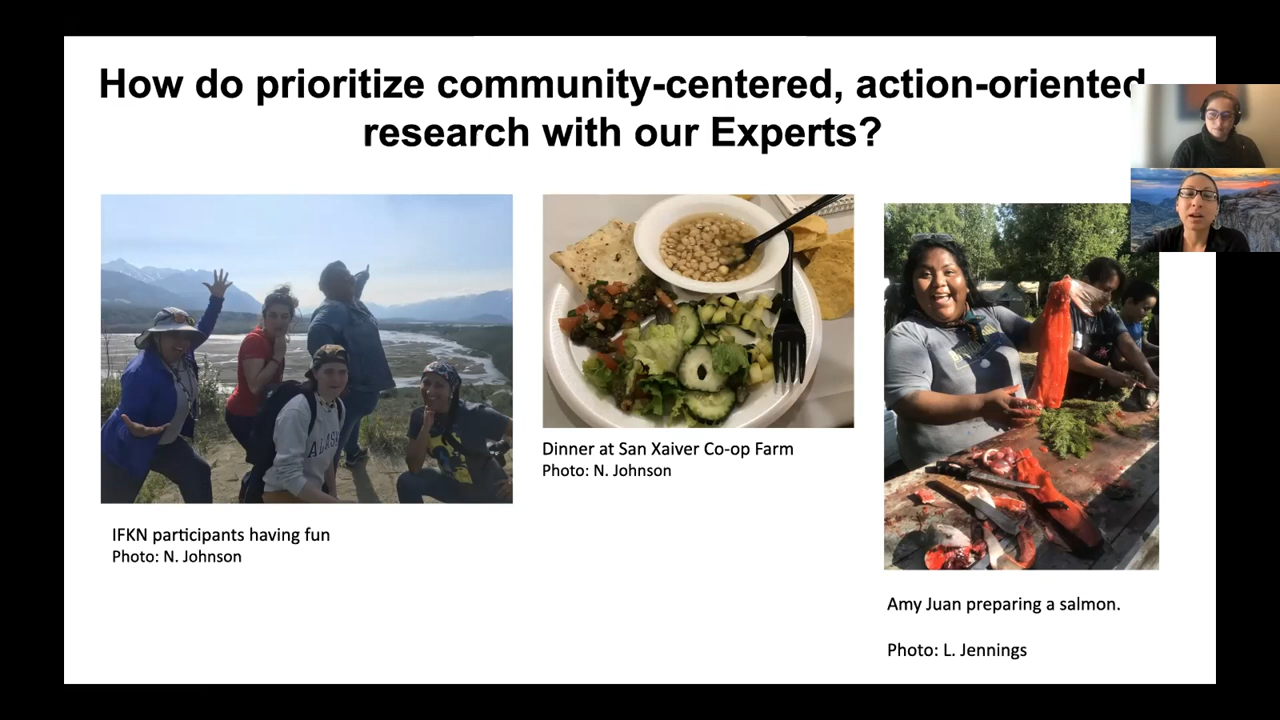 How do prioritize community-centered, action-oriented
research with our Experts?
IFKN participants having fun
Photo: N. Johnson
Dinner at San Xaiver Co-op Farm
Photo: N. Johnson
Amy Juan preparing a salmon.
Photo: L. Jennings
ALASK